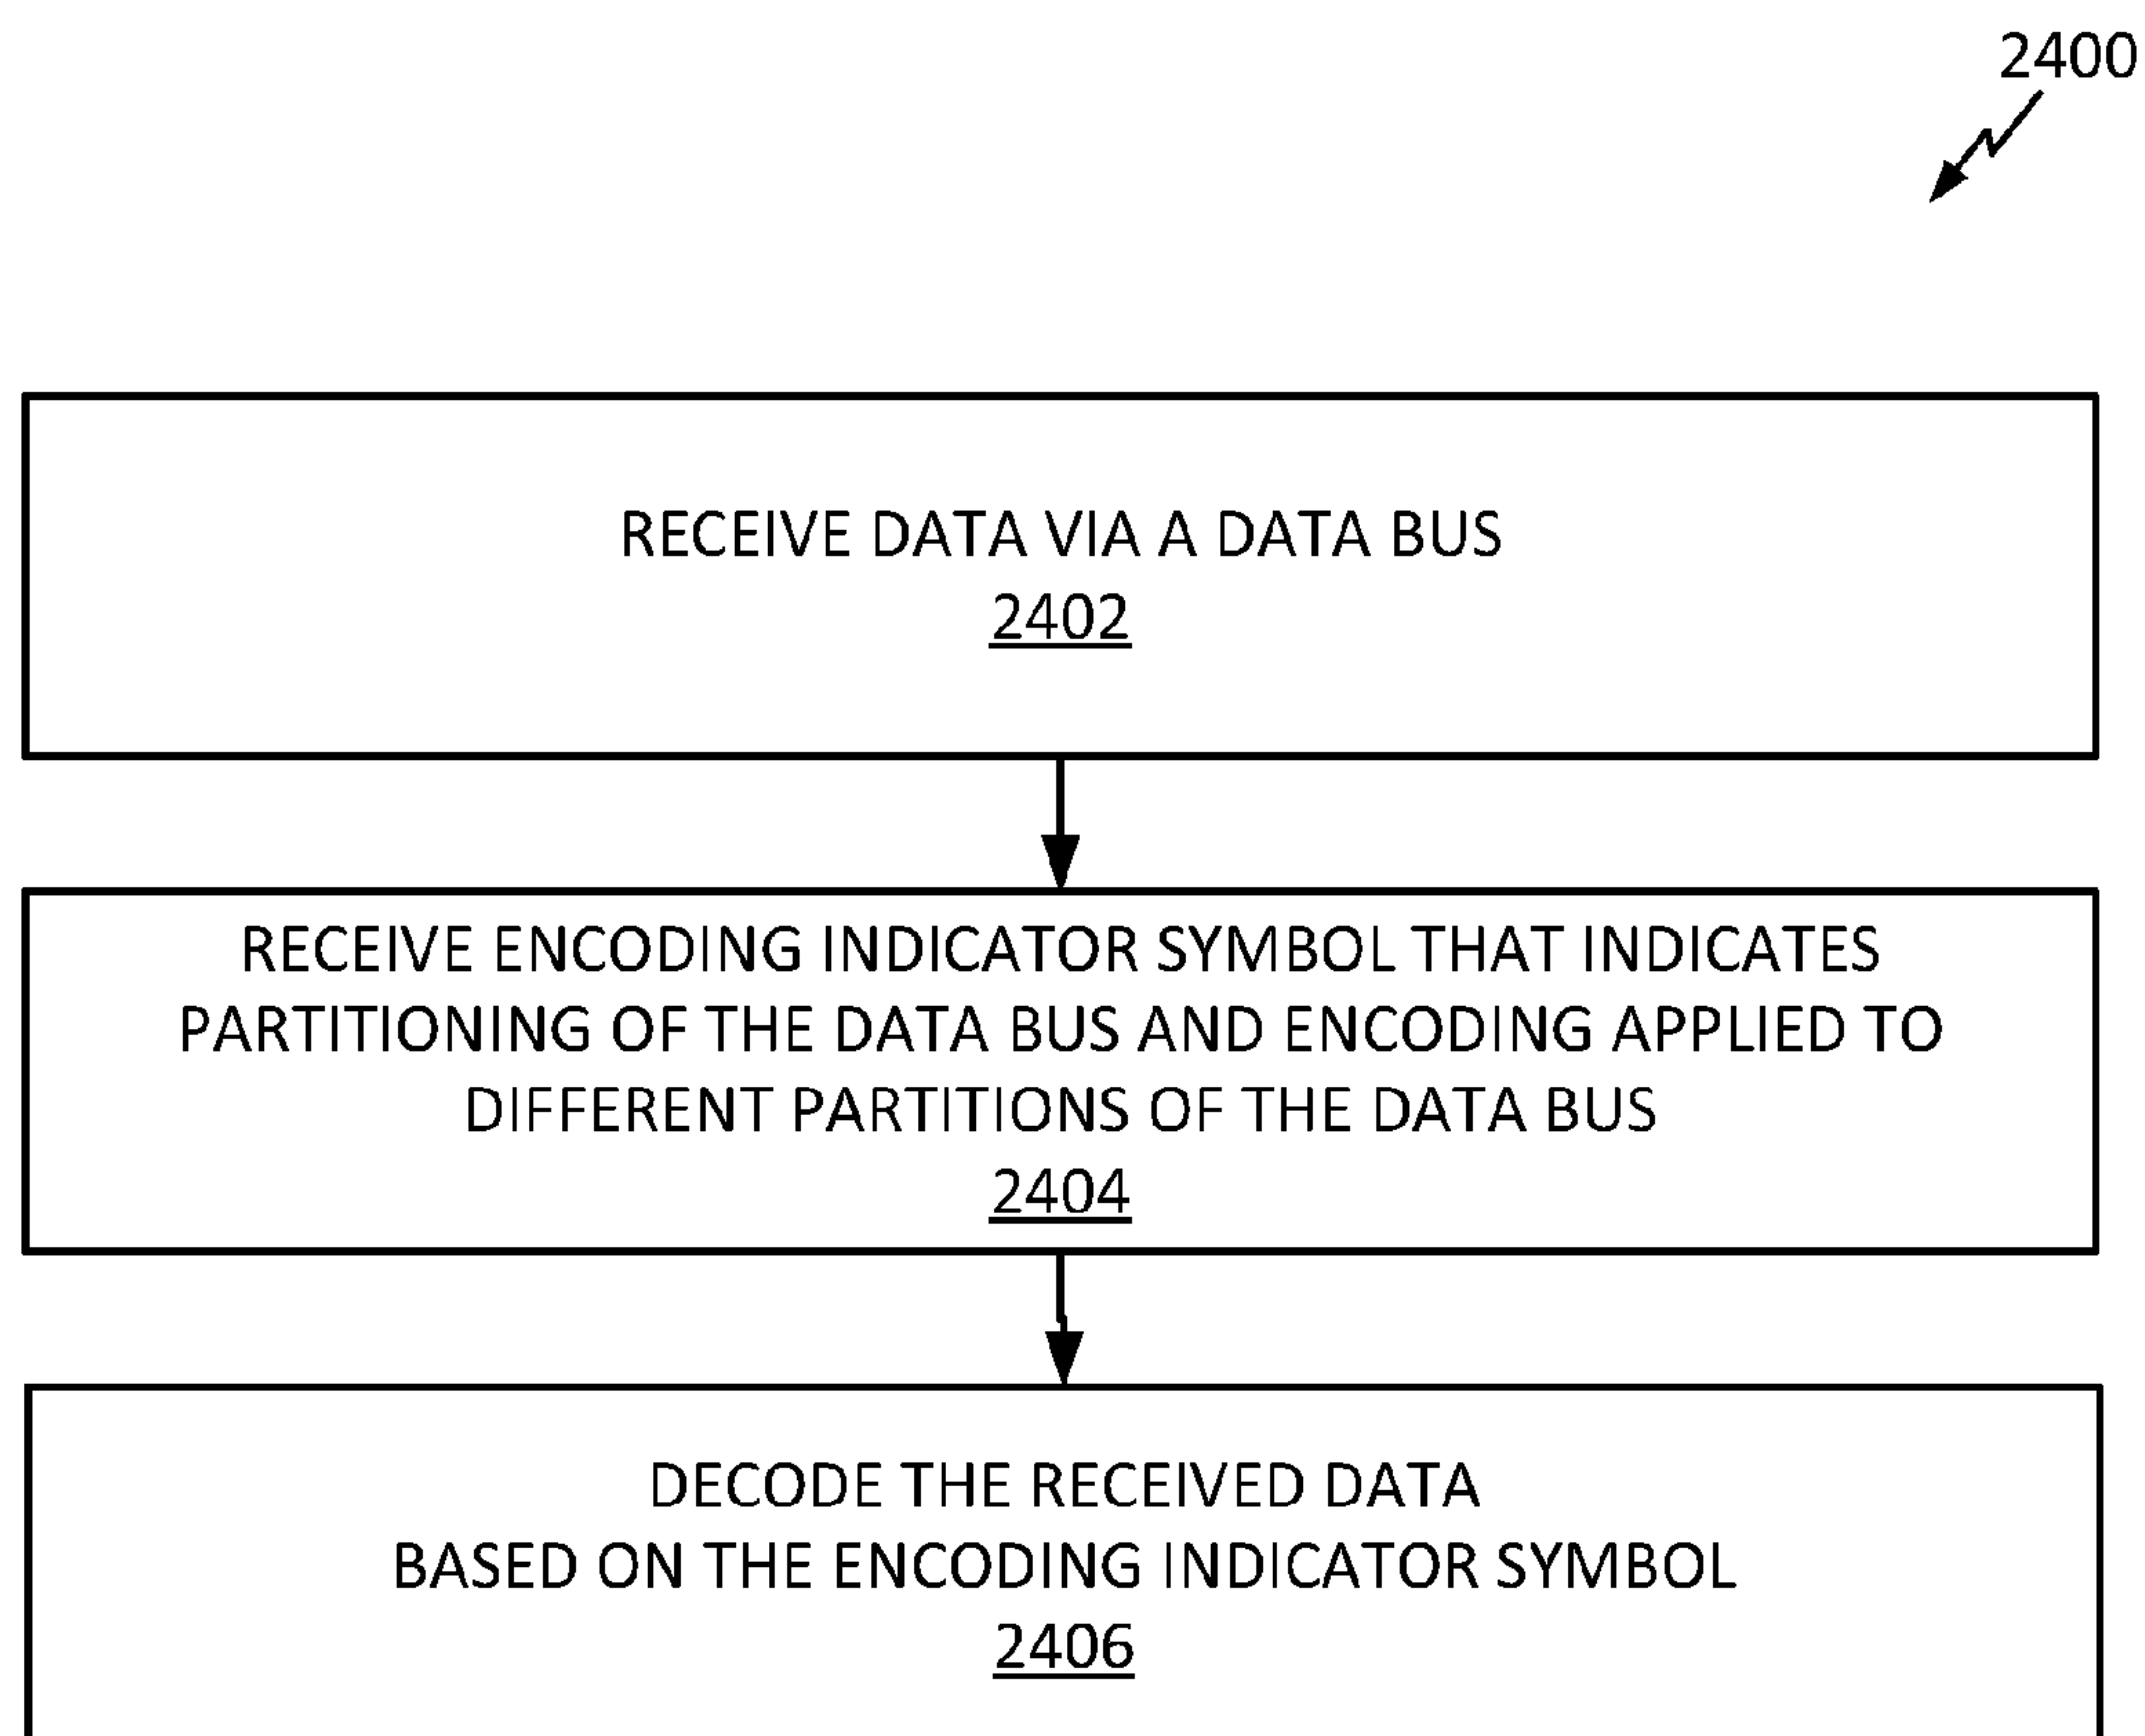 2400
RECEIVE DATA VIA A DATA BUS
2402
RECEIVE ENCODING INDICATOR SYMBOL THAT INDICATES
PARTITIONING OF THE DATA BUS AND ENCODING APPLIED TO
DIFFERENT PARTITIONS OF THE DATA BUS
2404
DECODE THE RECEIVED DATA
BASED ON THE ENCODING INDICATOR SYMBOL
2406